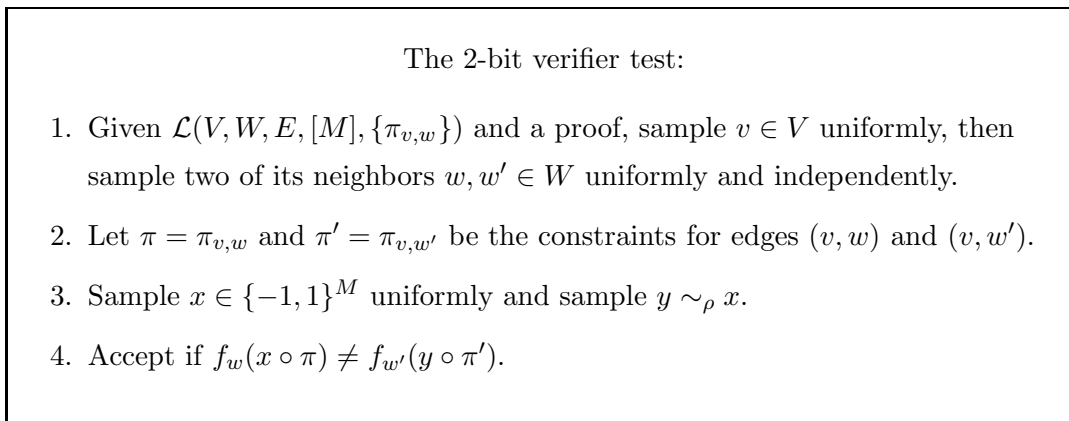 The 2-bit verifier test:
1. Given ℒ(V, W, E, [M], {π_{v,w}}) and a proof, sample v ∈ V uniformly, then
sample two of its neighbors w, w′ ∈ W uniformly and independently.
2. Let π = π_{v,w} and π′ = π_{v,w′} be the constraints for edges (v, w) and (v, w′).
3. Sample x ∈ {−1, 1}^M uniformly and sample y ∼_ρ x.
4. Accept if f_w(x ∘ π) ≠ f_{w′}(y ∘ π′).